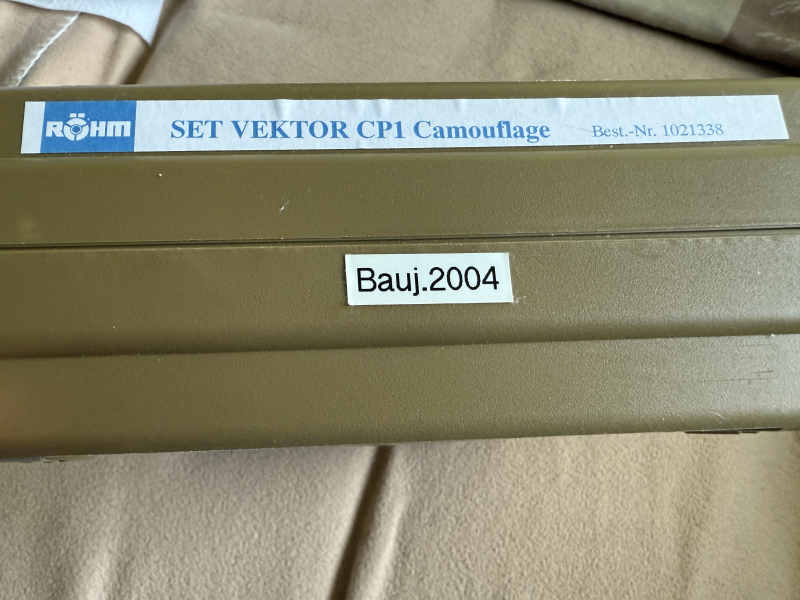 RÖHM SET VEKTOR CP1 Camouflage Best.-Nr. 1021338
Bauj.2004